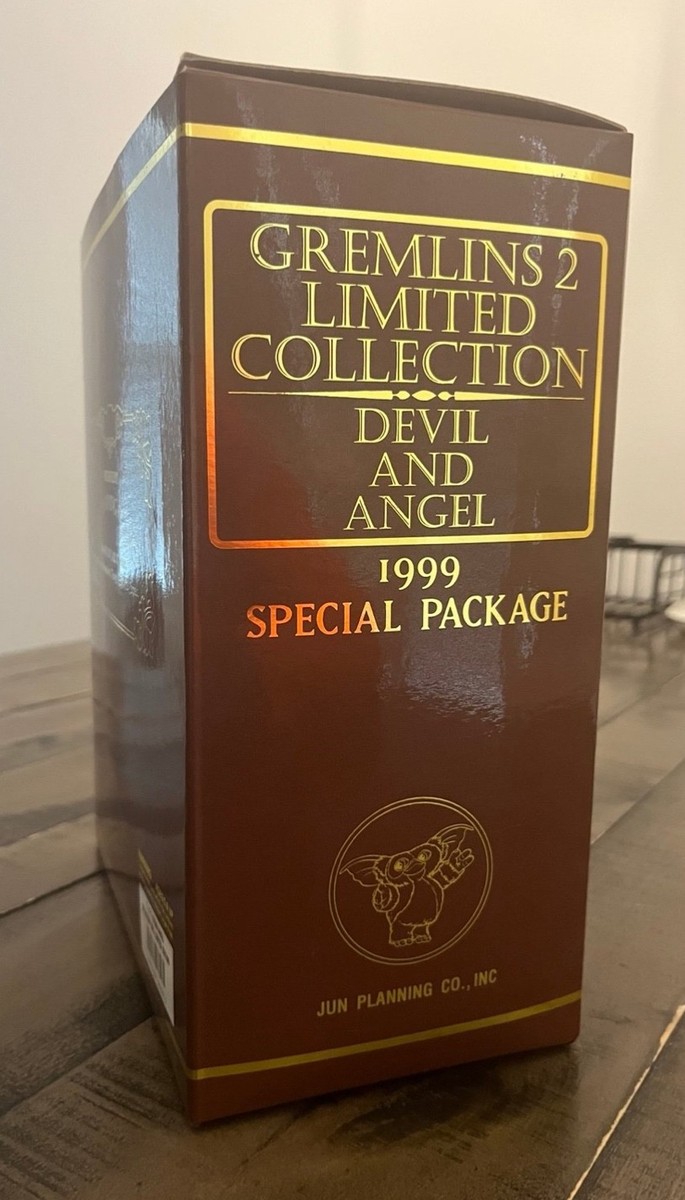 GREMLINS 2
LIMITED
COLLECTION
DEVIL
AND
ANGEL
1999
SPECIAL PACKAGE
JUN PLANNING CO., INC